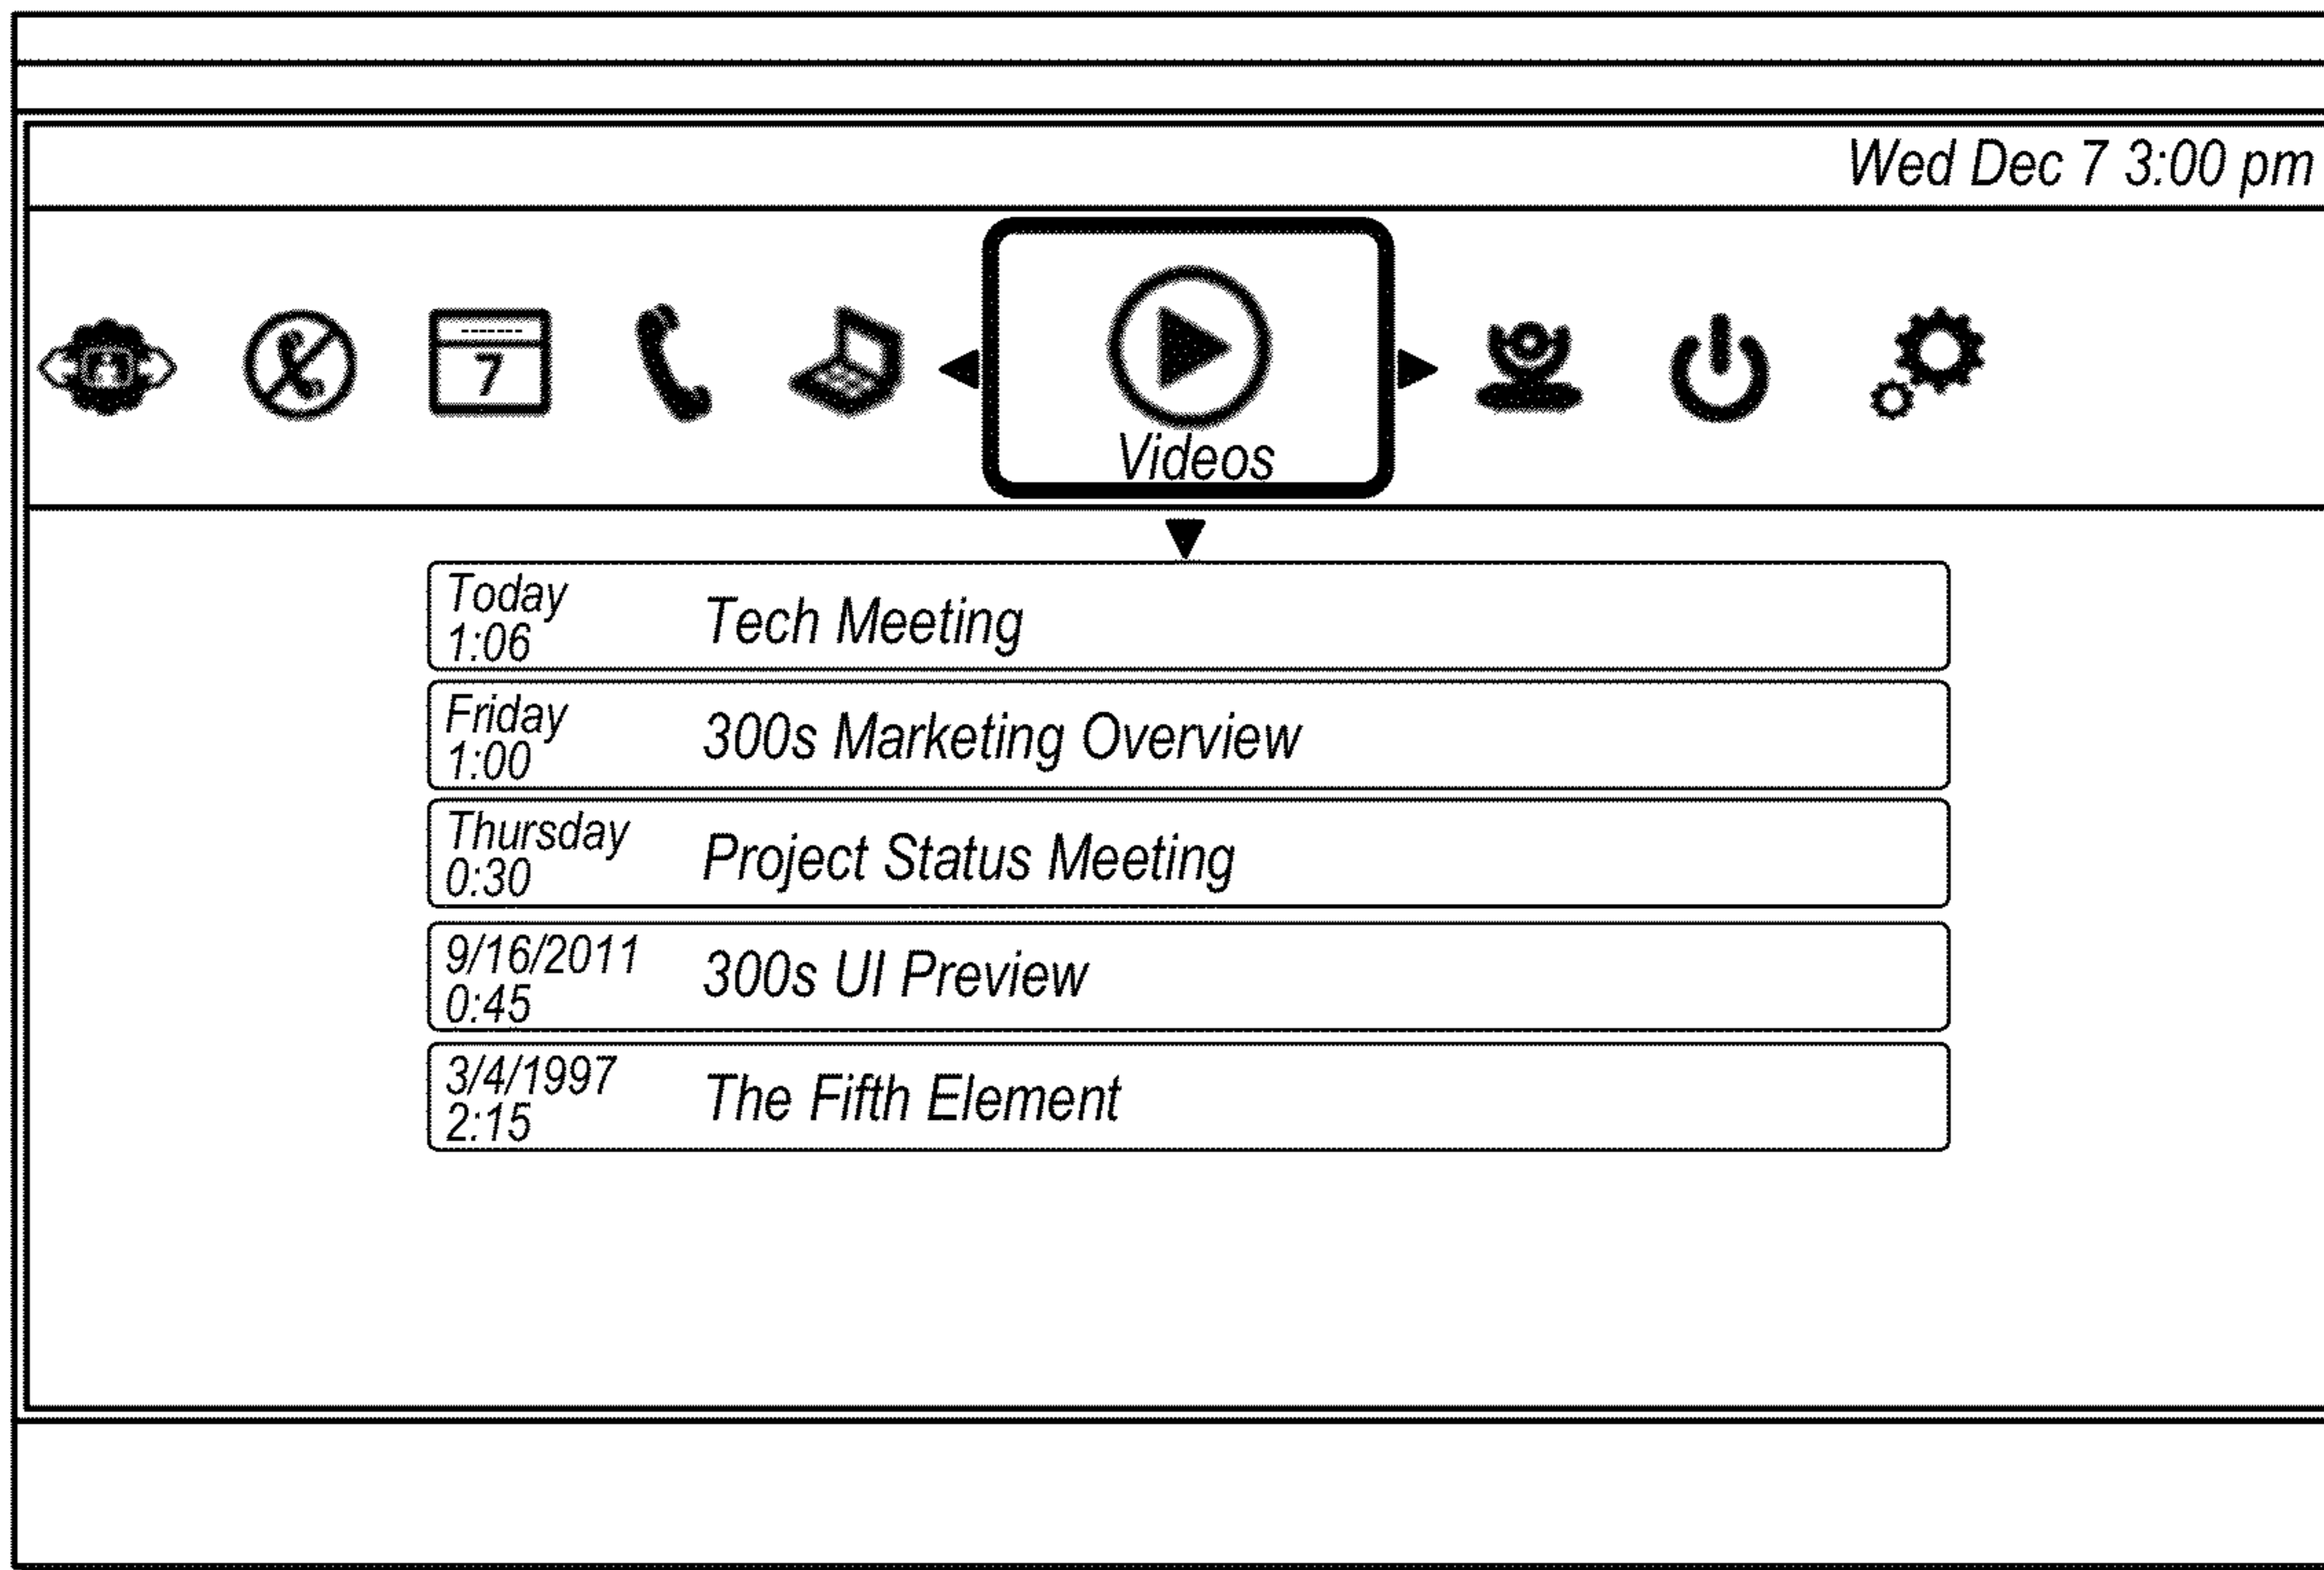 Wed Dec 7 3:00 pm
7
Videos
Today
1:06
Tech Meeting
Friday
1:00
300s Marketing Overview
Thursday
0:30
Project Status Meeting
9/16/2011
0:45
300s UI Preview
3/4/1997
2:15
The Fifth Element